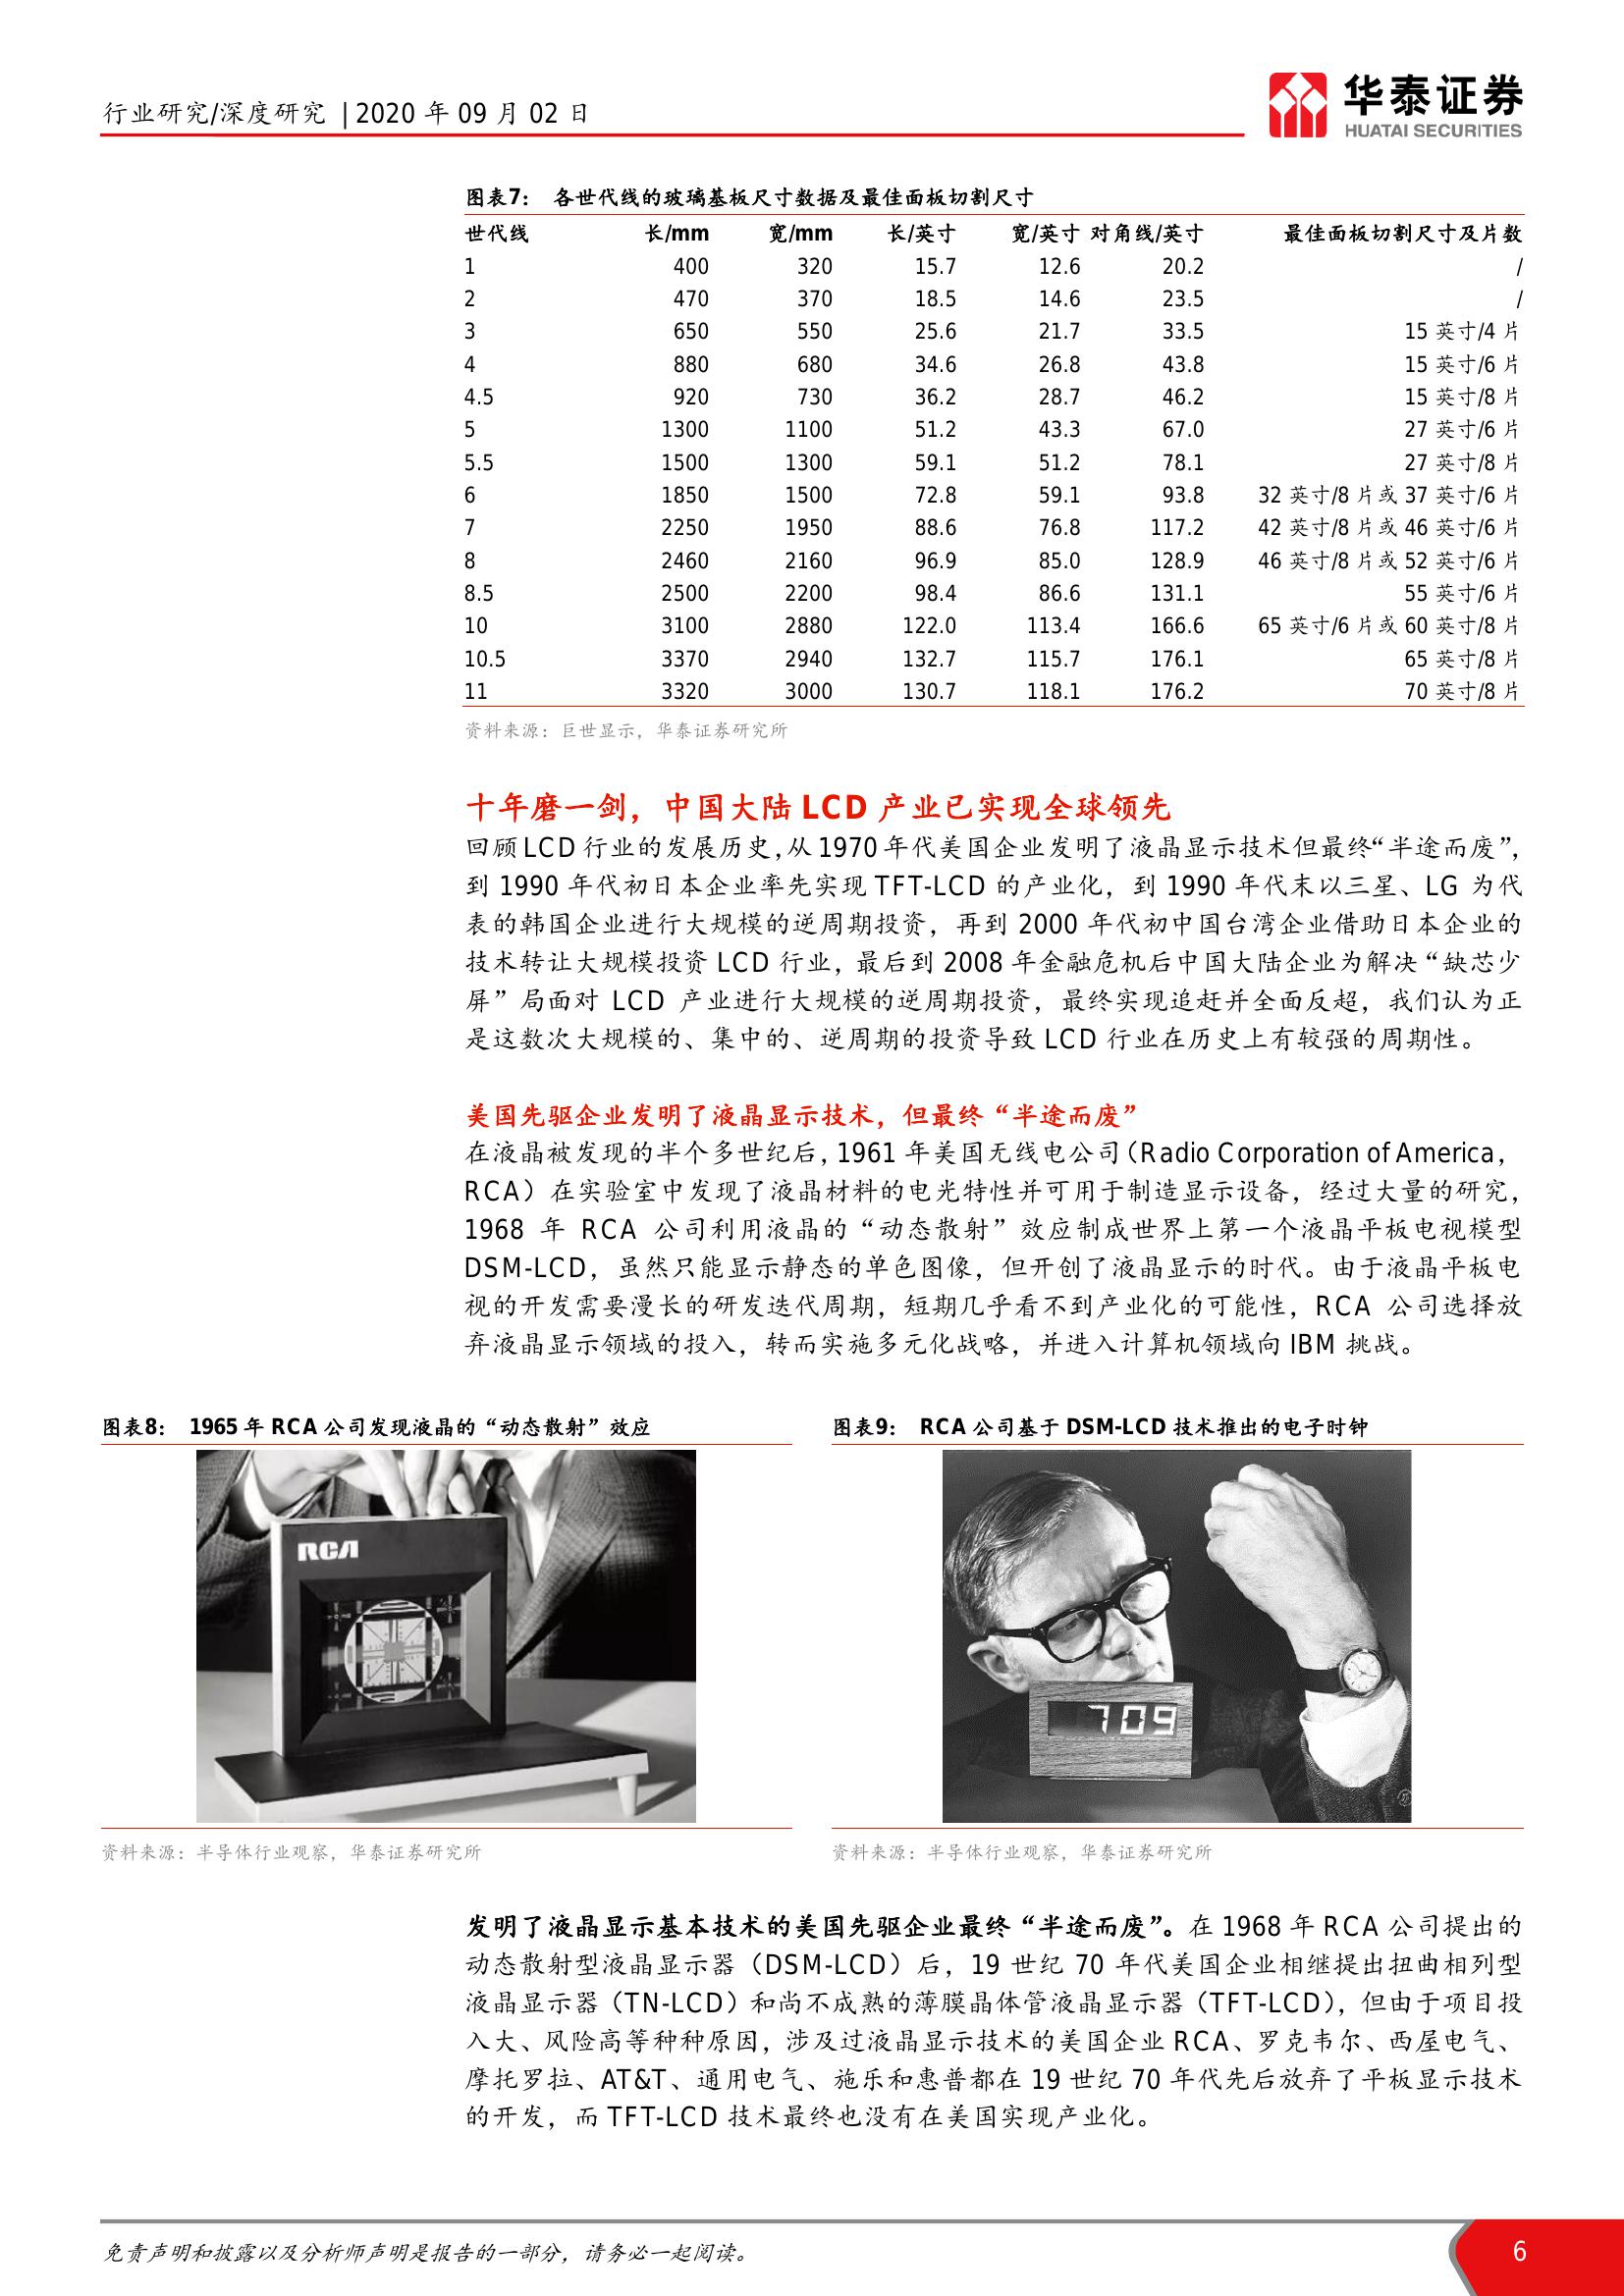 行业研究/深度研究 | 2020 年 09 月 02 日
华泰证券
HUATAI SECURITIES
图表7： 各世代线的玻璃基板尺寸数据及最佳面板切割尺寸
世代线 长/mm 宽/mm 长/英寸 宽/英寸 对角线/英寸 最佳面板切割尺寸及片数
1 400 320 15.7 12.6 20.2 /
2 470 370 18.5 14.6 23.5 /
3 650 550 25.6 21.7 33.5 15 英寸/4 片
4 880 680 34.6 26.8 43.8 15 英寸/6 片
4.5 920 730 36.2 28.7 46.2 15 英寸/8 片
5 1300 1100 51.2 43.3 67.0 27 英寸/6 片
5.5 1500 1300 59.1 51.2 78.1 27 英寸/8 片
6 1850 1500 72.8 59.1 93.8 32 英寸/8 片或 37 英寸/6 片
7 2250 1950 88.6 76.8 117.2 42 英寸/8 片或 46 英寸/6 片
8 2460 2160 96.9 85.0 128.9 46 英寸/8 片或 52 英寸/6 片
8.5 2500 2200 98.4 86.6 131.1 55 英寸/6 片
10 3100 2880 122.0 113.4 166.6 65 英寸/6 片或 60 英寸/8 片
10.5 3370 2940 132.7 115.7 176.1 65 英寸/8 片
11 3320 3000 130.7 118.1 176.2 70 英寸/8 片
资料来源：巨世显示，华泰证券研究所
十年磨一剑，中国大陆 LCD 产业已实现全球领先
回顾 LCD 行业的发展历史，从 1970 年代美国企业发明了液晶显示技术但最终“半途而废”，
到 1990 年代初日本企业率先实现 TFT-LCD 的产业化，到 1990 年代末以三星、LG 为代
表的韩国企业进行大规模的逆周期投资，再到 2000 年代初中国台湾企业借助日本企业的
技术转让大规模投资 LCD 行业，最后到 2008 年金融危机后中国大陆企业为解决“缺芯少
屏”局面对 LCD 产业进行大规模的逆周期投资，最终实现追赶并全面反超，我们认为正
是这数次大规模的、集中的、逆周期的投资导致 LCD 行业在历史上有较强的周期性。
美国先驱企业发明了液晶显示技术，但最终“半途而废”
在液晶被发现的半个多世纪后，1961 年美国无线电公司（Radio Corporation of America，
RCA）在实验室中发现了液晶材料的电光特性并可用于制造显示设备，经过大量的研究，
1968 年 RCA 公司利用液晶的“动态散射”效应制成世界上第一个液晶平板电视模型
DSM-LCD，虽然只能显示静态的单色图像，但开创了液晶显示的时代。由于液晶平板电
视的开发需要漫长的研发迭代周期，短期几乎看不到产业化的可能性，RCA 公司选择放
弃液晶显示领域的投入，转而实施多元化战略，并进入计算机领域向 IBM 挑战。
图表8： 1965 年 RCA 公司发现液晶的“动态散射”效应
图表9： RCA 公司基于 DSM-LCD 技术推出的电子时钟
RCA
709
资料来源：半导体行业观察，华泰证券研究所
资料来源：半导体行业观察，华泰证券研究所
发明了液晶显示基本技术的美国先驱企业最终“半途而废”。在 1968 年 RCA 公司提出的
动态散射型液晶显示器（DSM-LCD）后，19 世纪 70 年代美国企业相继提出扭曲相列型
液晶显示器（TN-LCD）和尚不成熟的薄膜晶体管液晶显示器（TFT-LCD），但由于项目投
入大、风险高等种种原因，涉及过液晶显示技术的美国企业 RCA、罗克韦尔、西屋电气、
摩托罗拉、AT&T、通用电气、施乐和惠普都在 19 世纪 70 年代先后放弃了平板显示技术
的开发，而 TFT-LCD 技术最终也没有在美国实现产业化。
免责声明和披露以及分析师声明是报告的一部分，请务必一起阅读。
6